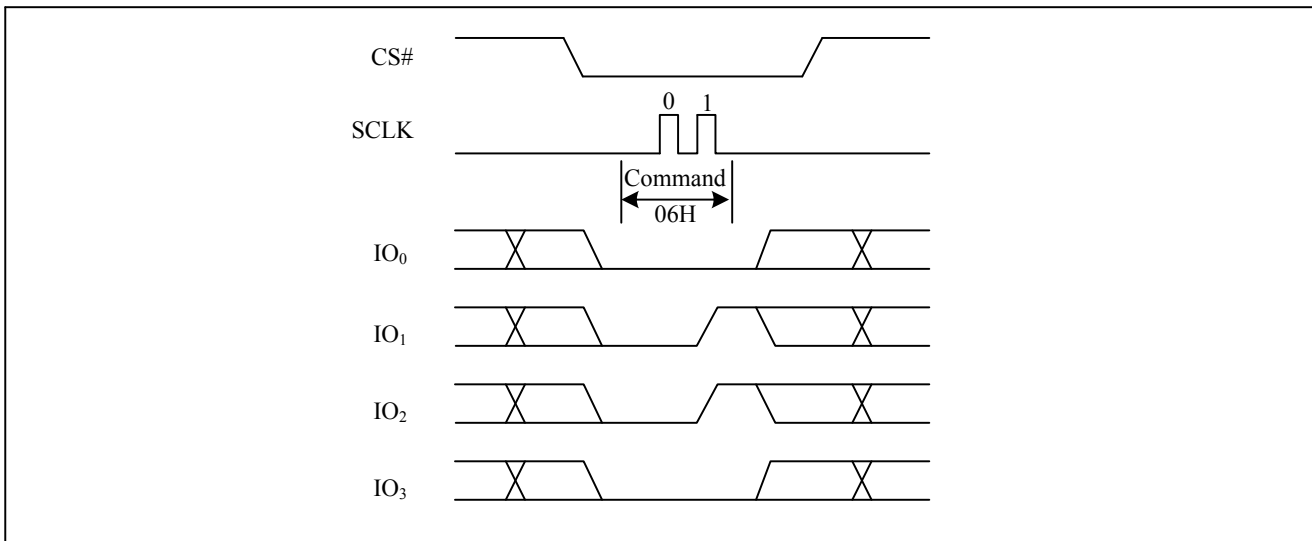 CS#
0 1
SCLK
Command
06H
IO₀
IO₁
IO₂
IO₃